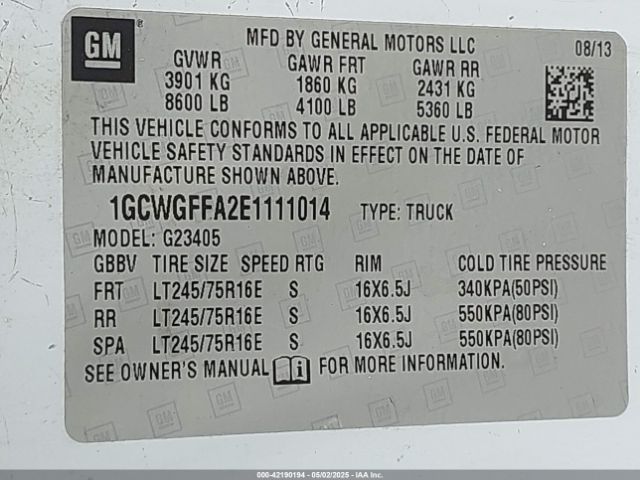 GM
MFD BY GENERAL MOTORS LLC 08/13
GVWR GAWR FRT GAWR RR
3901 KG 1860 KG 2431 KG
8600 LB 4100 LB 5360 LB
THIS VEHICLE CONFORMS TO ALL APPLICABLE U.S. FEDERAL MOTOR
VEHICLE SAFETY STANDARDS IN EFFECT ON THE DATE OF
MANUFACTURE SHOWN ABOVE.
1GCWGFFA2E1111014 TYPE: TRUCK
MODEL: G23405
GBBV TIRE SIZE SPEED RTG RIM COLD TIRE PRESSURE
FRT LT245/75R16E S 16X6.5J 340KPA(50PSI)
RR LT245/75R16E S 16X6.5J 550KPA(80PSI)
SPA LT245/75R16E S 16X6.5J 550KPA(80PSI)
SEE OWNER'S MANUAL i FOR MORE INFORMATION.
000-42190194 - 05/02/2025 - IAA Inc.